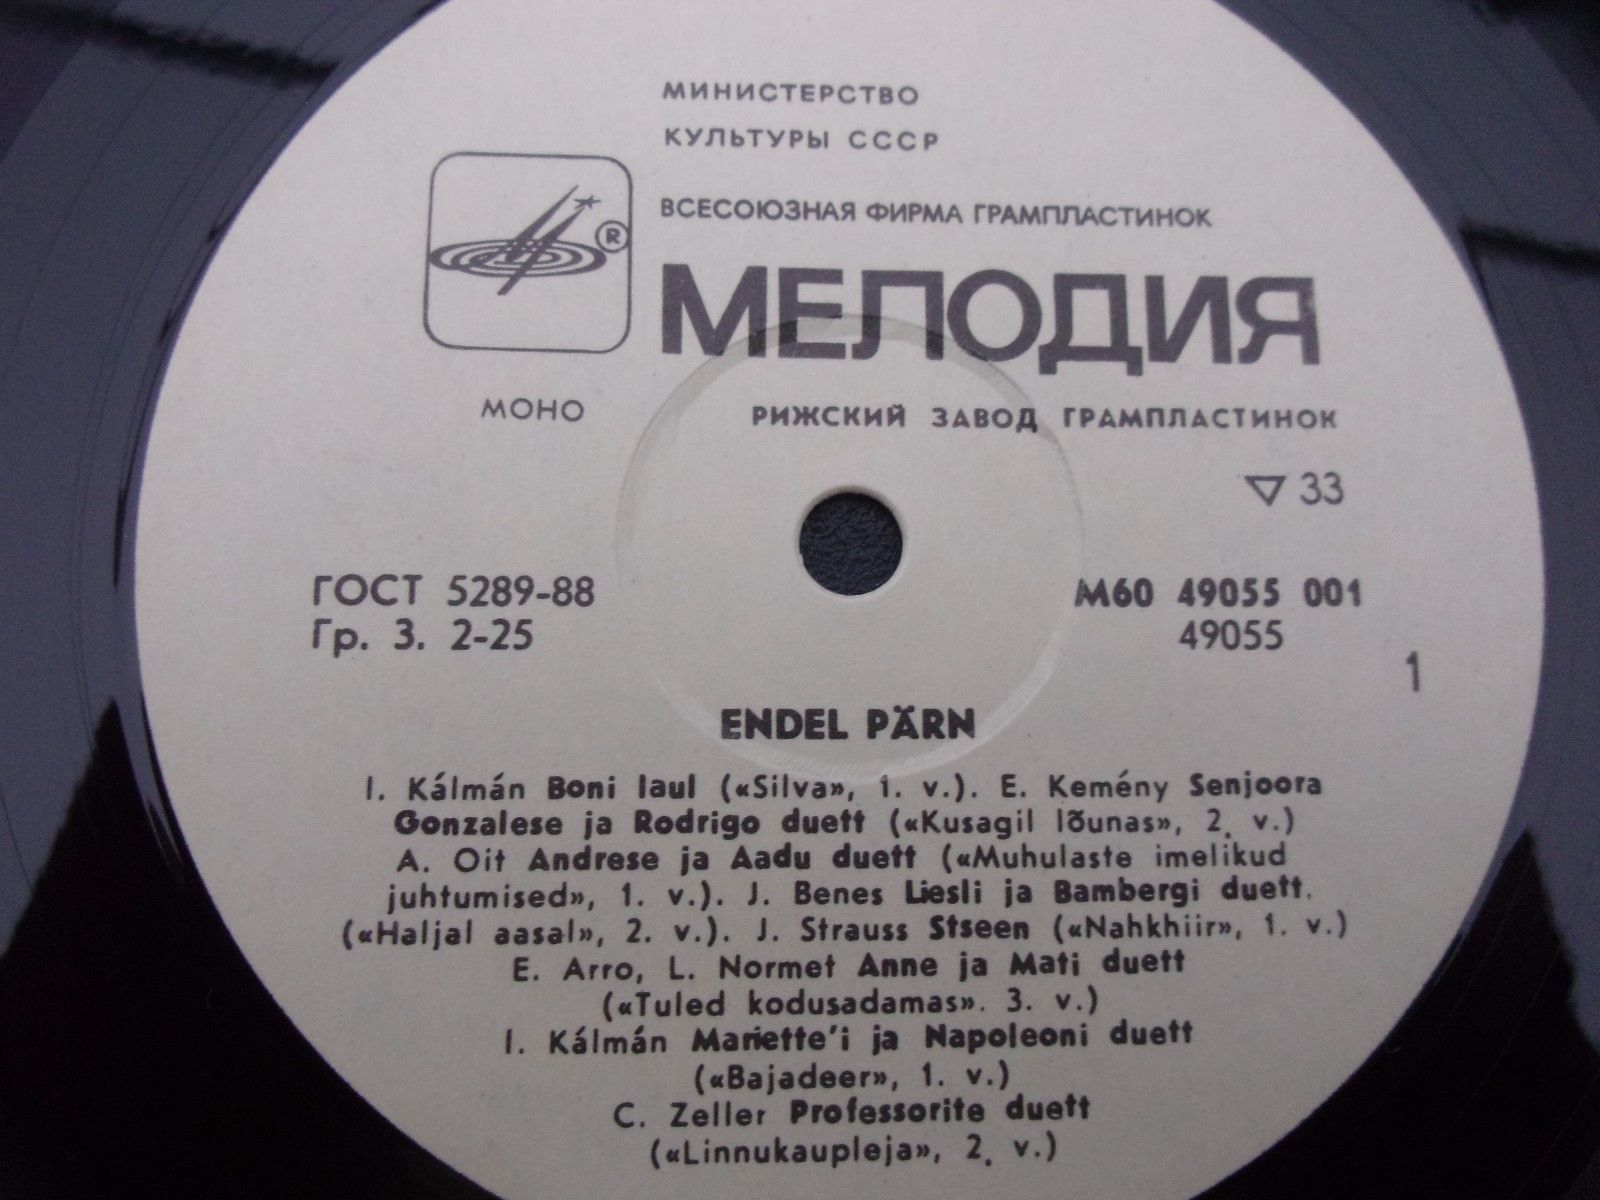 МИНИСТЕРСТВО
КУЛЬТУРЫ СССР
ВСЕСОЮЗНАЯ ФИРМА ГРАМПЛАСТИНОК
®
МЕЛОДИЯ
МОНО
РИЖСКИЙ ЗАВОД ГРАМПЛАСТИНОК
▽ 33
ГОСТ 5289-88
М60 49055 001
Гр. 3. 2-25
49055
1
ENDEL PÄRN
I. Kálmán Boni laul («Silva», 1. v.). E. Kemény Senjoora
Gonzalese ja Rodrigo duett («Kusagil lõunas», 2. v.)
A. Oit Andrese ja Aadu duett («Muhulaste imelikud
juhtumised», 1. v.). J. Benes Liesli ja Bambergi duett.
(«Haljal aasal», 2. v.). J. Strauss Stseen («Nahkhiir», 1. v.)
E. Arro, L. Normet Anne ja Mati duett
(«Tuled kodusadamas». 3. v.)
I. Kálmán Mariette'i ja Napoleoni duett
(«Bajadeer», 1. v.)
C. Zeller Professorite duett
(«Linnukaupleja», 2. v.)